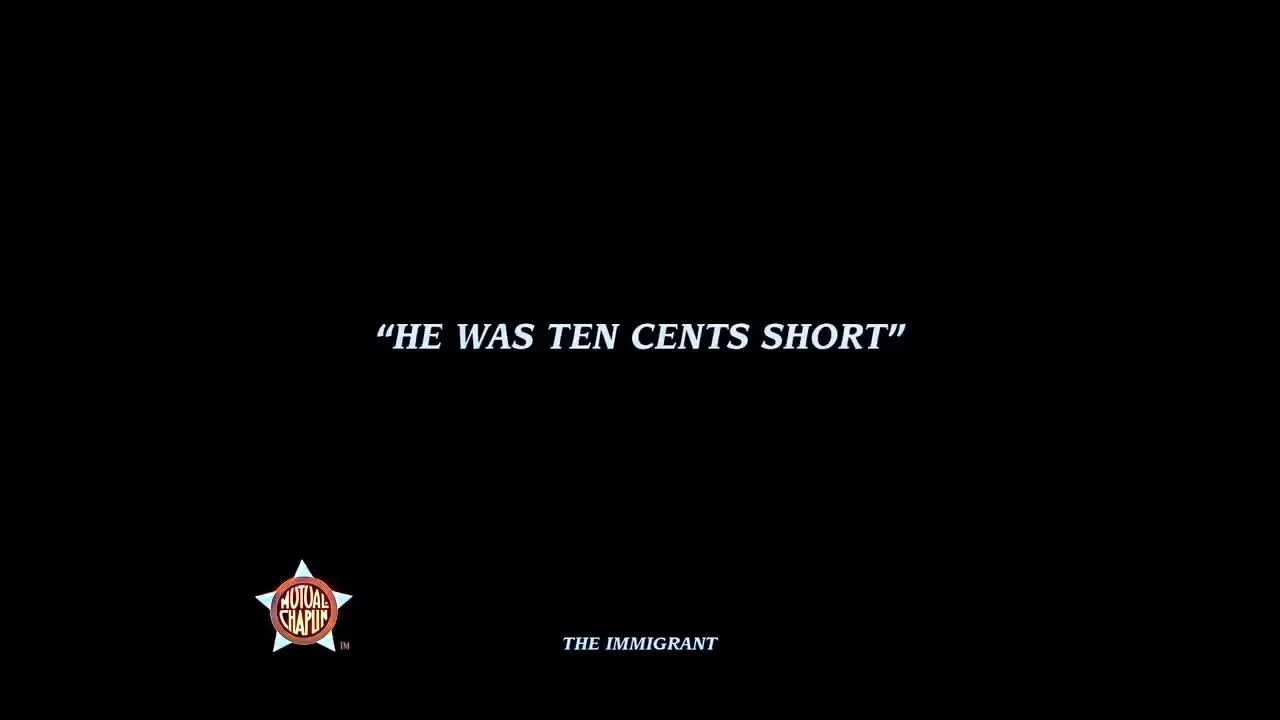 “HE WAS TEN CENTS SHORT”
MUTUAL-
CHAPLIN
TM
THE IMMIGRANT